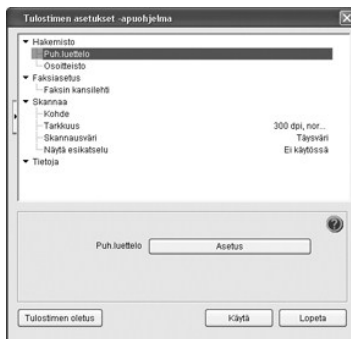 Tulostimen asetukset -apuohjelma
Hakemisto
Puh.luettelo
Osoitteisto
Faksiasetus
Faksin kansilehti
Skannaa
Kohde
Tarkkuus 300 dpi, nor...
Skannausväri Täysväri
Näytä esikatselu Ei käytössä
Tietoja
Puh.luettelo Asetus
Tulostimen oletus Käytä Lopeta